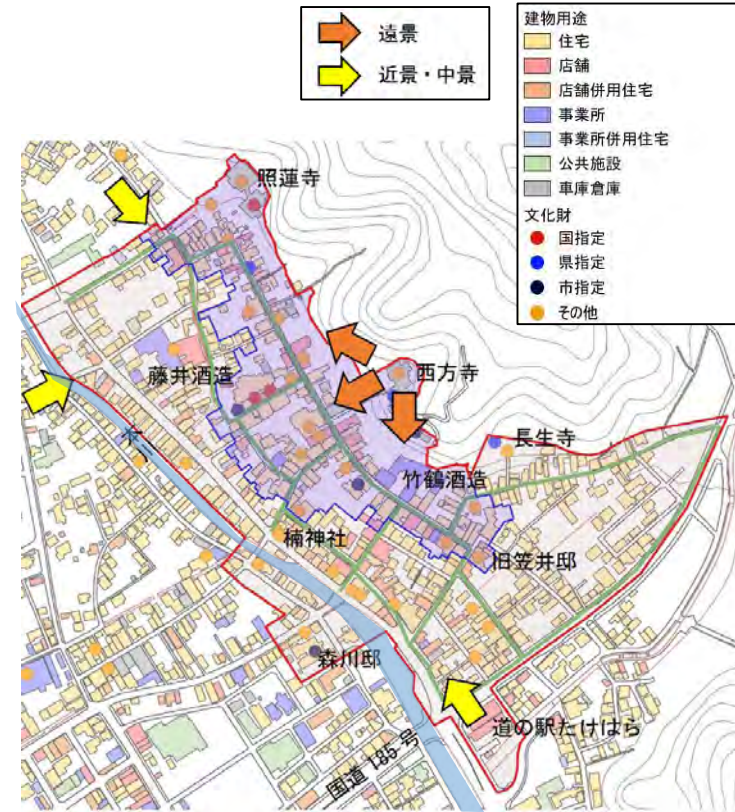 遠景
近景・中景
建物用途
住宅
店舗
店舗併用住宅
事業所
事業所併用住宅
公共施設
車庫倉庫
文化財
国指定
県指定
市指定
その他
照蓮寺
西方寺
藤井酒造
長生寺
竹鶴酒造
楠神社
旧笠井邸
森川邸
道の駅たけはら
国道185号